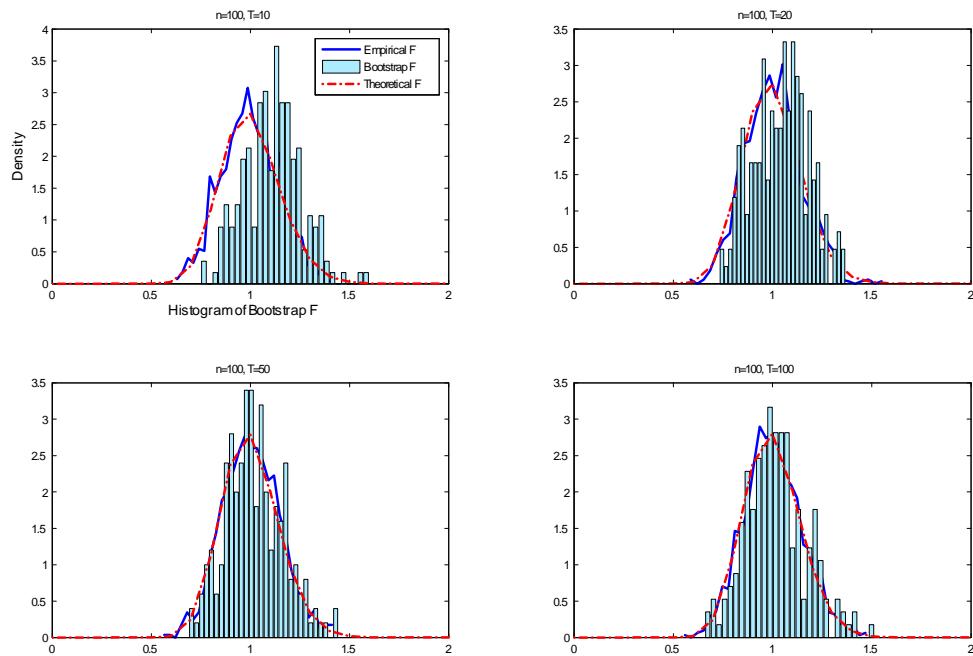 n=100, T=10
4
3.5
3
2.5
2
1.5
1
0.5
0
Density
Empirical F
Bootstrap F
Theoretical F
0 0.5 1 1.5 2
Histogram of Bootstrap F
n=100, T=20
3.5
3
2.5
2
1.5
1
0.5
0
0 0.5 1 1.5 2
n=100, T=50
3.5
3
2.5
2
1.5
1
0.5
0
0 0.5 1 1.5 2
n=100, T=100
3.5
3
2.5
2
1.5
1
0.5
0
0 0.5 1 1.5 2